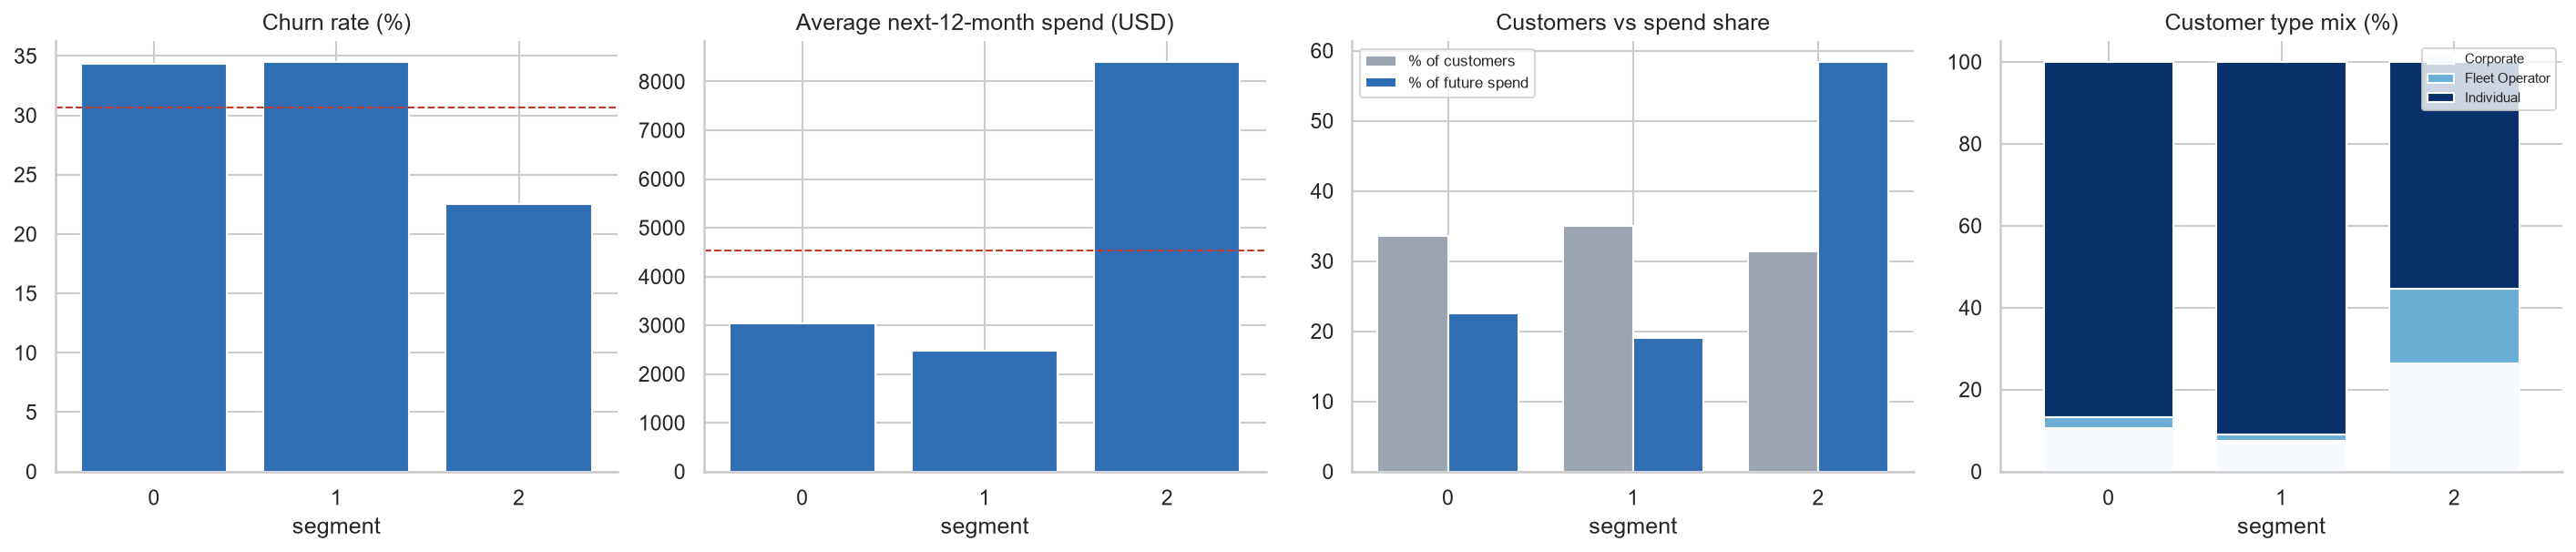 Churn rate (%)
35
30
25
20
15
10
5
0
0 1 2
segment
Average next-12-month spend (USD)
8000
7000
6000
5000
4000
3000
2000
1000
0
0 1 2
segment
Customers vs spend share
% of customers
% of future spend
60
50
40
30
20
10
0
0 1 2
segment
Customer type mix (%)
Corporate
Fleet Operator
Individual
100
80
60
40
20
0
0 1 2
segment